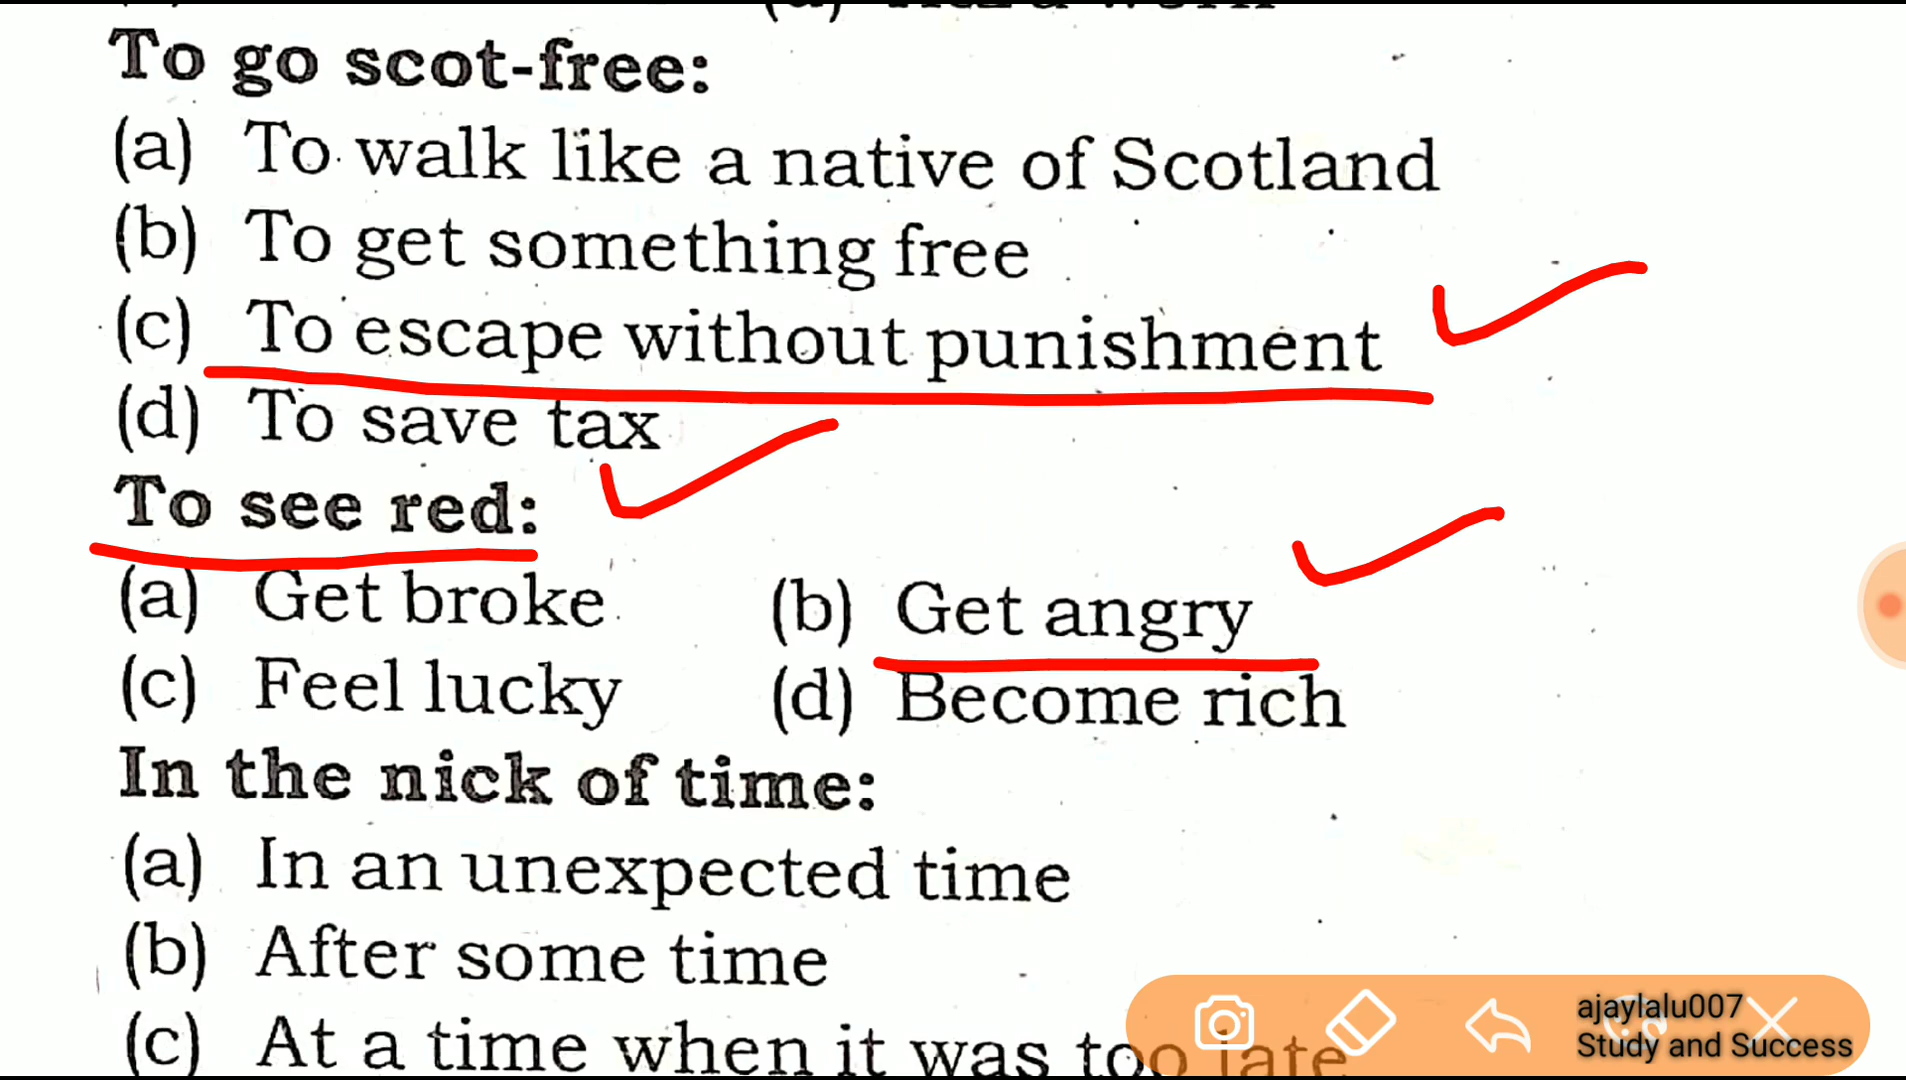 To go scot-free:
(a) To walk like a native of Scotland
(b) To get something free
(c) To escape without punishment
(d) To save tax
To see red:
(a) Get broke (b) Get angry
(c) Feel lucky (d) Become rich
In the nick of time:
(a) In an unexpected time
(b) After some time
(c) At a time when it was too late
ajaylalu007
Study and Success